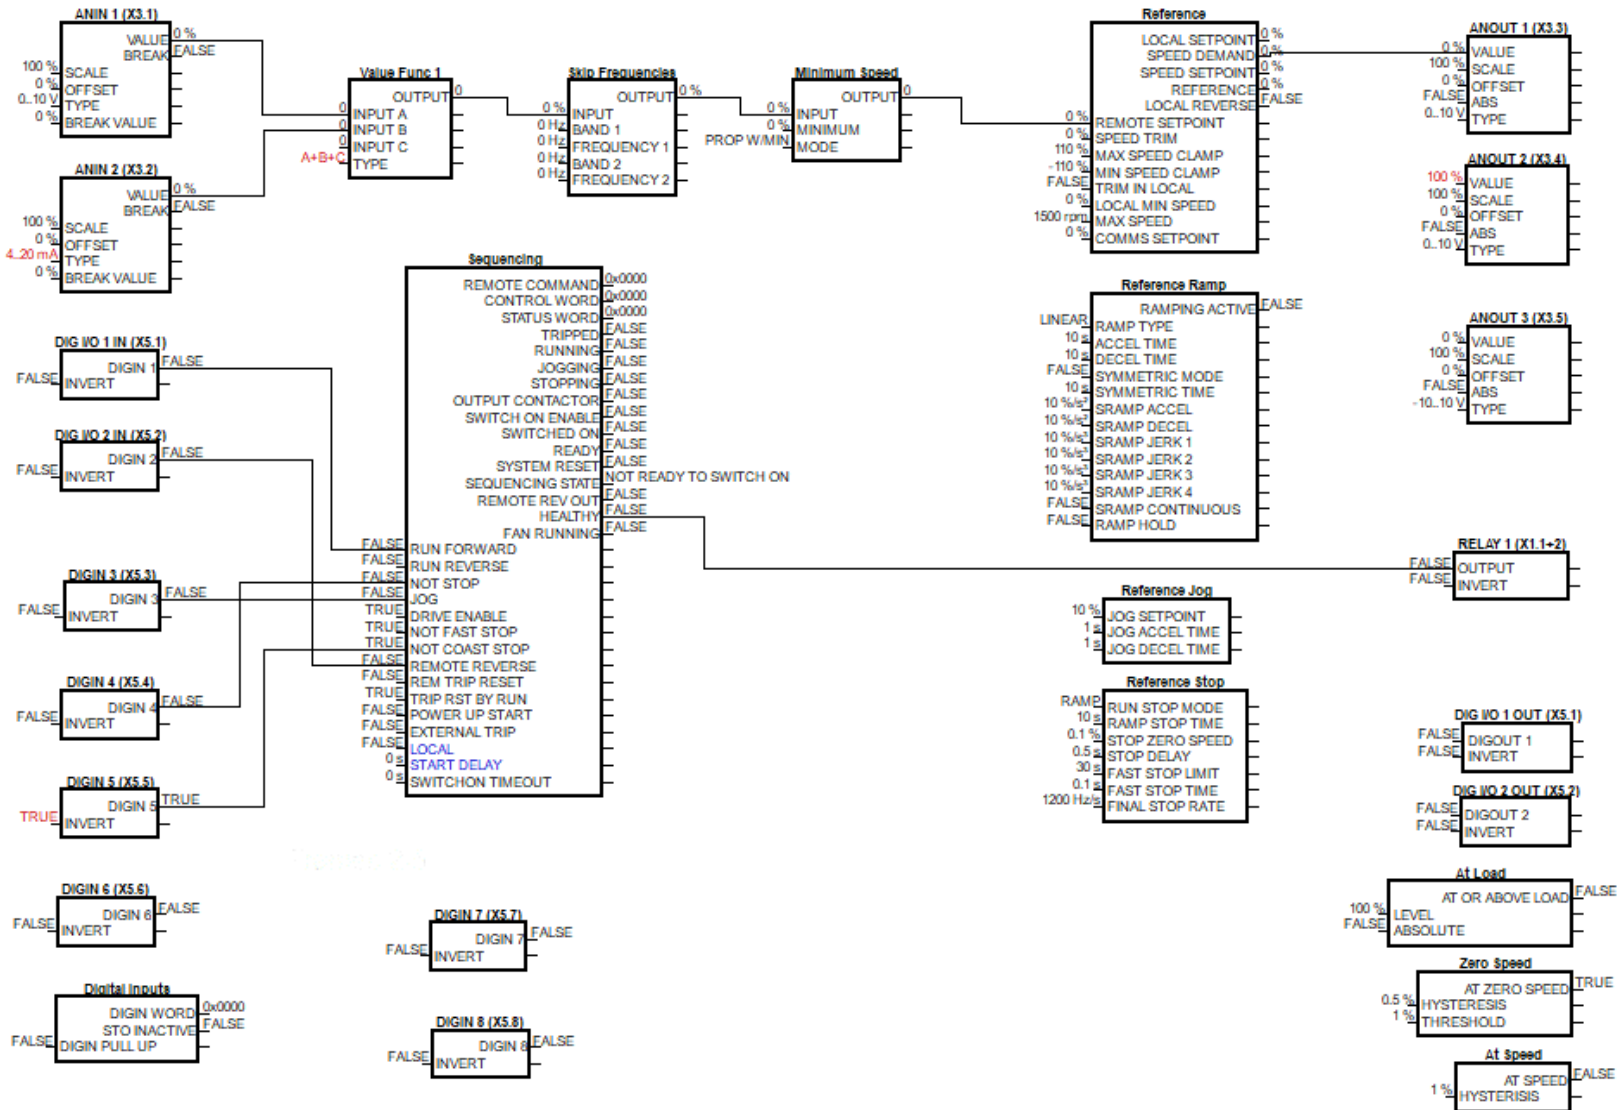 ANIN 1 (X3.1)
VALUE 0 %
BREAK FALSE
100 % SCALE
0 % OFFSET
0..10 V TYPE
0 % BREAK VALUE
ANIN 2 (X3.2)
VALUE 0 %
BREAK FALSE
100 % SCALE
0 % OFFSET
4..20 mA TYPE
0 % BREAK VALUE
DIG I/O 1 IN (X5.1)
DIGIN 1 FALSE
FALSE INVERT
DIG I/O 2 IN (X5.2)
DIGIN 2 FALSE
FALSE INVERT
DIGIN 3 (X5.3)
DIGIN 3 FALSE
FALSE INVERT
DIGIN 4 (X5.4)
DIGIN 4 FALSE
FALSE INVERT
DIGIN 5 (X5.5)
DIGIN 5 TRUE
TRUE INVERT
DIGIN 6 (X5.6)
DIGIN 6 FALSE
FALSE INVERT
Digital Inputs
DIGIN WORD 0x0000
STO INACTIVE FALSE
FALSE DIGIN PULL UP
Value Func 1
OUTPUT 0
0 INPUT A
0 INPUT B
0 INPUT C
A+B+C TYPE
Skip Frequencies
OUTPUT 0 %
0 % INPUT
0 Hz BAND 1
0 Hz FREQUENCY 1
0 Hz BAND 2
0 Hz FREQUENCY 2
Minimum Speed
OUTPUT 0
0 % INPUT
0 % MINIMUM
PROP W/MIN MODE
Sequencing
REMOTE COMMAND 0x0000
CONTROL WORD 0x0000
STATUS WORD 0x0000
TRIPPED FALSE
RUNNING FALSE
JOGGING FALSE
STOPPING FALSE
OUTPUT CONTACTOR FALSE
SWITCH ON ENABLE FALSE
SWITCHED ON FALSE
READY FALSE
SYSTEM RESET FALSE
SEQUENCING STATE NOT READY TO SWITCH ON
REMOTE REV OUT FALSE
HEALTHY FALSE
FAN RUNNING FALSE
FALSE RUN FORWARD
FALSE RUN REVERSE
FALSE NOT STOP
FALSE JOG
TRUE DRIVE ENABLE
TRUE NOT FAST STOP
TRUE NOT COAST STOP
FALSE REMOTE REVERSE
FALSE REM TRIP RESET
TRUE TRIP RST BY RUN
FALSE POWER UP START
FALSE EXTERNAL TRIP
FALSE LOCAL
0 s START DELAY
0 s SWITCHON TIMEOUT
DIGIN 7 (X5.7)
DIGIN 7 FALSE
FALSE INVERT
DIGIN 8 (X5.8)
DIGIN 8 FALSE
FALSE INVERT
Reference
LOCAL SETPOINT 0 %
SPEED DEMAND 0 %
SPEED SETPOINT 0 %
REFERENCE 0 %
LOCAL REVERSE FALSE
0 % REMOTE SETPOINT
0 % SPEED TRIM
110 % MAX SPEED CLAMP
-110 % MIN SPEED CLAMP
FALSE TRIM IN LOCAL
0 % LOCAL MIN SPEED
1500 rpm MAX SPEED
0 % COMMS SETPOINT
Reference Ramp
RAMPING ACTIVE FALSE
LINEAR RAMP TYPE
10 s ACCEL TIME
10 s DECEL TIME
FALSE SYMMETRIC MODE
10 s SYMMETRIC TIME
10 %/s² SRAMP ACCEL
10 %/s² SRAMP DECEL
10 %/s³ SRAMP JERK 1
10 %/s³ SRAMP JERK 2
10 %/s³ SRAMP JERK 3
10 %/s³ SRAMP JERK 4
FALSE SRAMP CONTINUOUS
FALSE RAMP HOLD
Reference Jog
10 % JOG SETPOINT
1 s JOG ACCEL TIME
1 s JOG DECEL TIME
Reference Stop
RAMP RUN STOP MODE
10 s RAMP STOP TIME
0.1 % STOP ZERO SPEED
0.5 s STOP DELAY
30 s FAST STOP LIMIT
0.1 s FAST STOP TIME
1200 Hz/s FINAL STOP RATE
ANOUT 1 (X3.3)
0 % VALUE
100 % SCALE
0 % OFFSET
FALSE ABS
0..10 V TYPE
ANOUT 2 (X3.4)
100 % VALUE
100 % SCALE
0 % OFFSET
FALSE ABS
0..10 V TYPE
ANOUT 3 (X3.5)
0 % VALUE
100 % SCALE
0 % OFFSET
FALSE ABS
-10..10 V TYPE
RELAY 1 (X1.1+2)
FALSE OUTPUT
FALSE INVERT
DIG I/O 1 OUT (X5.1)
FALSE DIGOUT 1
FALSE INVERT
DIG I/O 2 OUT (X5.2)
FALSE DIGOUT 2
FALSE INVERT
At Load
AT OR ABOVE LOAD FALSE
100 % LEVEL
FALSE ABSOLUTE
Zero Speed
AT ZERO SPEED TRUE
0.5 % HYSTERESIS
1 % THRESHOLD
At Speed
AT SPEED FALSE
1 % HYSTERISIS